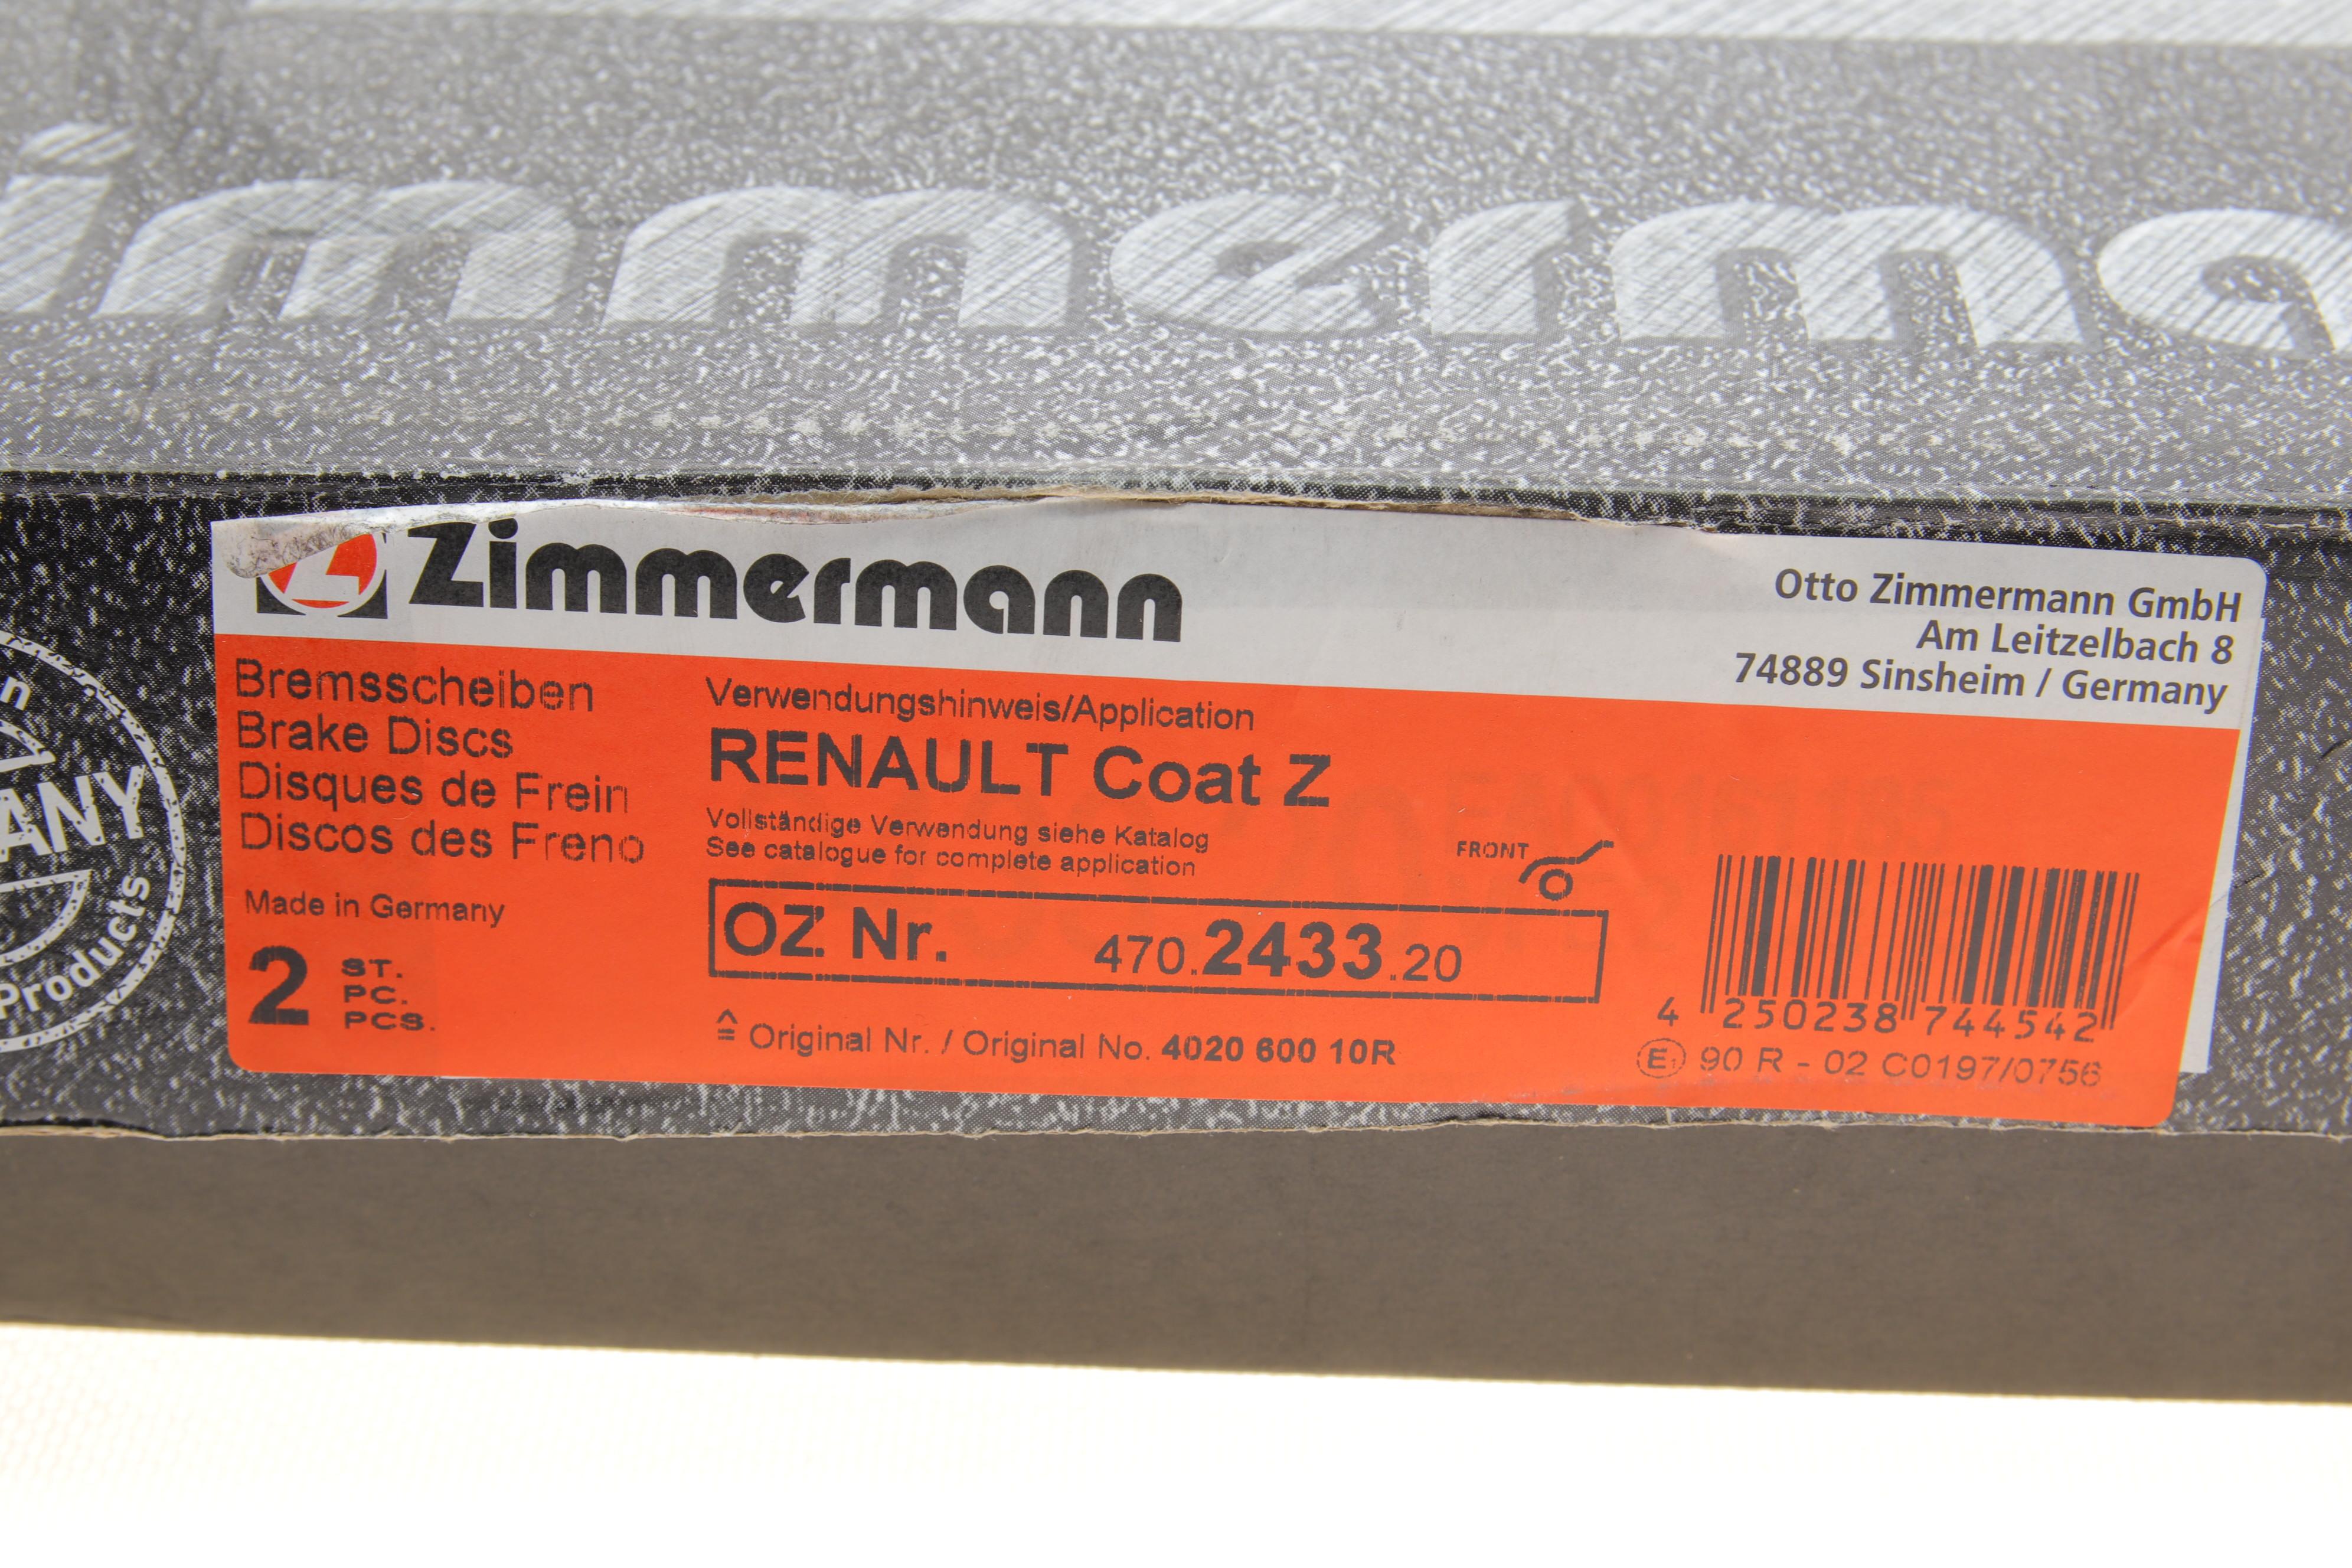 immerma
Zimmermann
Otto Zimmermann GmbH
Am Leitzelbach 8
74889 Sinsheim / Germany
Bremsscheiben
Brake Discs
Disques de Frein
Discos des Freno
Made in Germany
2 ST.
PC.
PCS.
Verwendungshinweis/Application
RENAULT Coat Z
Vollständige Verwendung siehe Katalog
See catalogue for complete application
FRONT
OZ Nr. 470.2433.20
≙ Original Nr. / Original No. 4020 600 10R
4 250238 744542
E1 90 R - 02 C0197/0756
n
ANY
Products